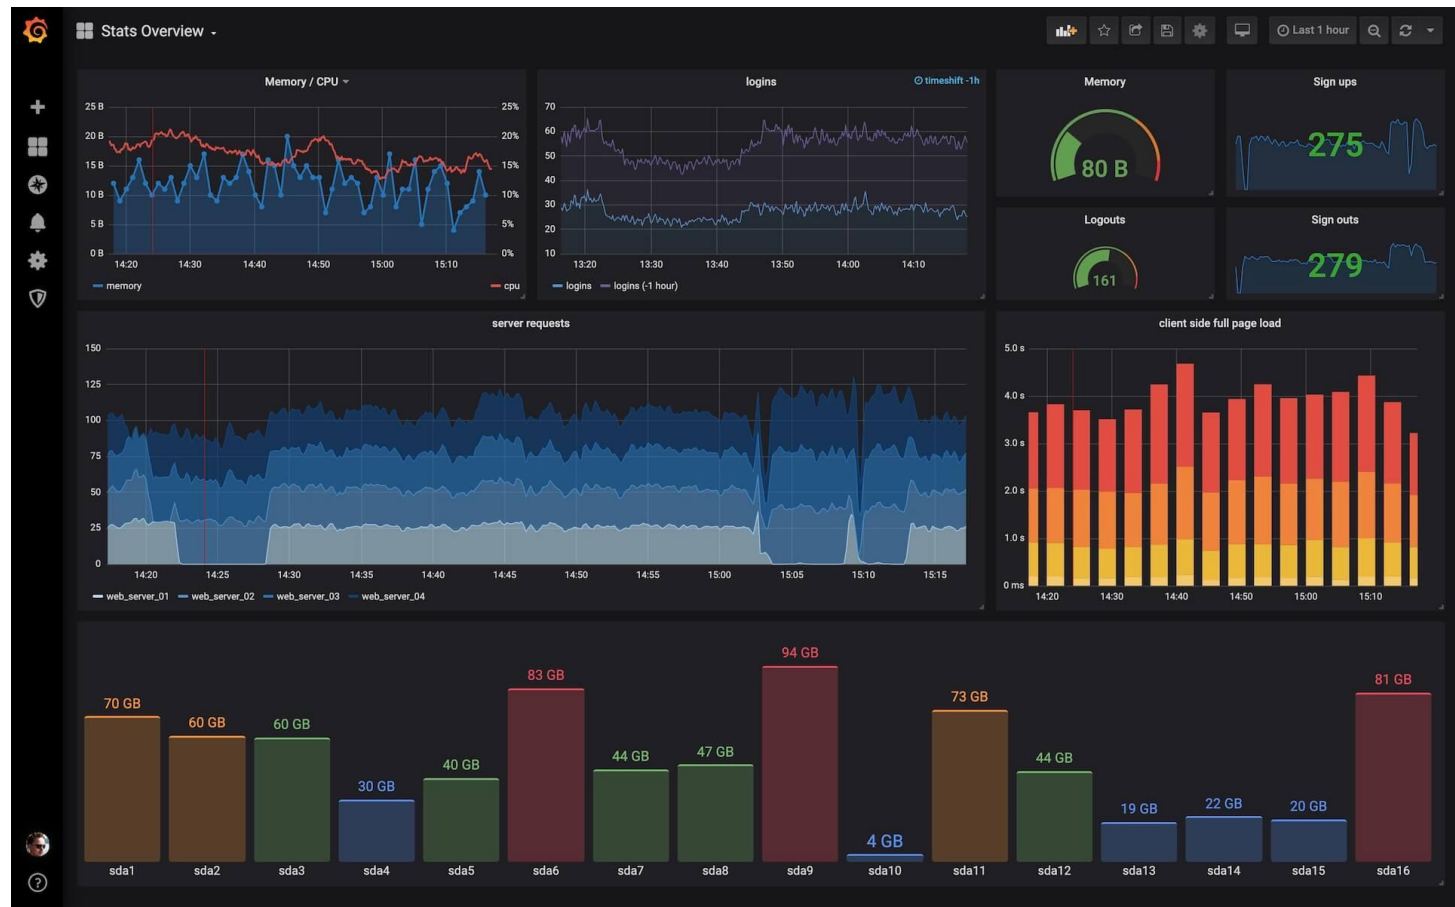 Stats Overview
Last 1 hour
Memory / CPU
25 B
20 B
15 B
10 B
5 B
0 B
25%
20%
15%
10%
5%
0%
14:20 14:30 14:40 14:50 15:00 15:10
memory cpu
logins
timeshift -1h
70
60
50
40
30
20
10
13:20 13:30 13:40 13:50 14:00 14:10
logins logins (-1 hour)
Memory
80 B
Sign ups
275
Logouts
161
Sign outs
279
server requests
150
125
100
75
50
25
0
14:20 14:25 14:30 14:35 14:40 14:45 14:50 14:55 15:00 15:05 15:10 15:15
web_server_01 web_server_02 web_server_03 web_server_04
client side full page load
5.0 s
4.0 s
3.0 s
2.0 s
1.0 s
0 ms
14:20 14:30 14:40 14:50 15:00 15:10
70 GB 60 GB 60 GB 30 GB 40 GB 83 GB 44 GB 47 GB 94 GB 4 GB 73 GB 44 GB 19 GB 22 GB 20 GB 81 GB
sda1 sda2 sda3 sda4 sda5 sda6 sda7 sda8 sda9 sda10 sda11 sda12 sda13 sda14 sda15 sda16